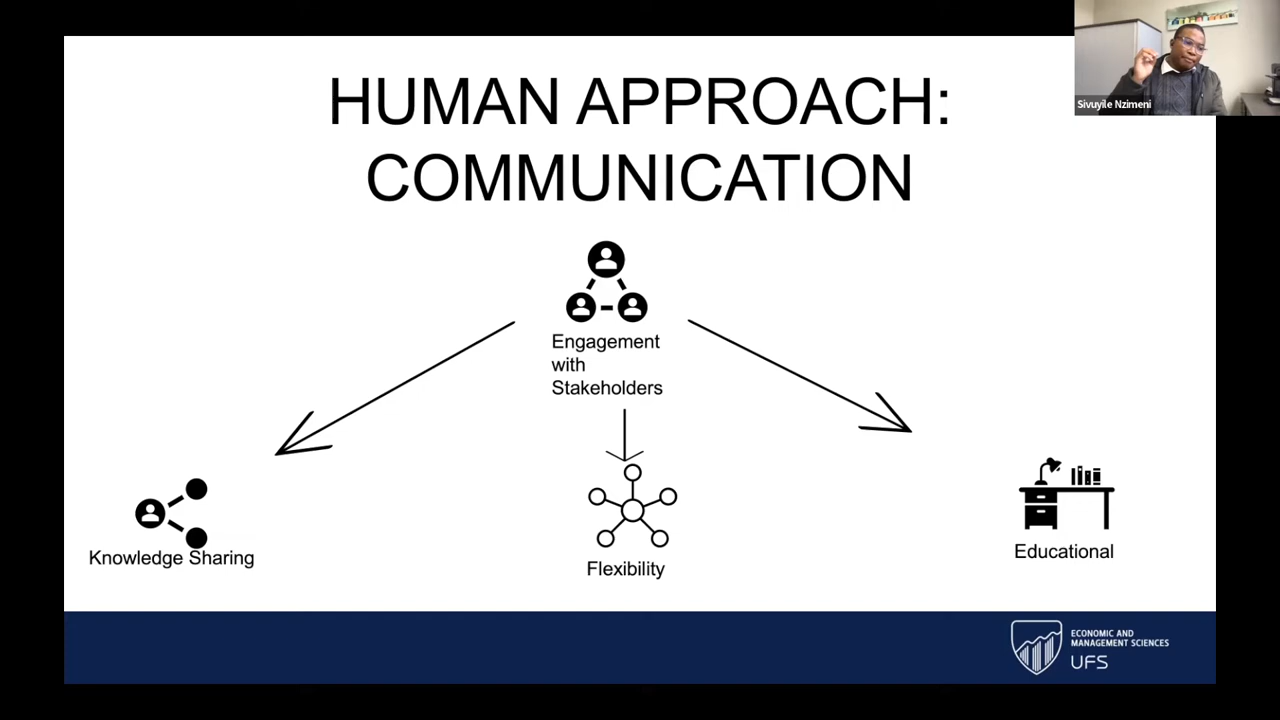 HUMAN APPROACH:
COMMUNICATION
Sivuyile Nzimeni
Engagement
with
Stakeholders
Knowledge Sharing
Flexibility
Educational
ECONOMIC AND
MANAGEMENT SCIENCES
UFS